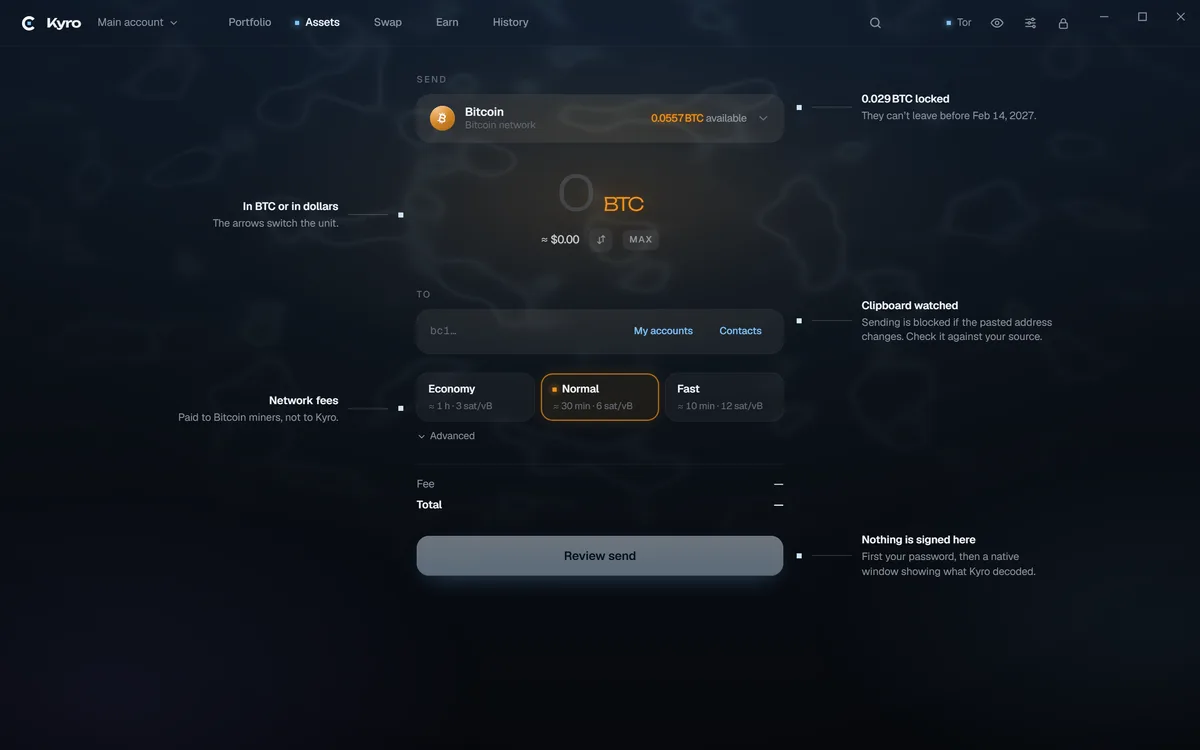 Kyro
Main account
Portfolio
Assets
Swap
Earn
History
Tor
SEND
Bitcoin
Bitcoin network
0.0557 BTC available
0.029 BTC locked
They can't leave before Feb 14, 2027.
In BTC or in dollars
The arrows switch the unit.
0 BTC
≈ $0.00
MAX
TO
bc1…
My accounts
Contacts
Clipboard watched
Sending is blocked if the pasted address
changes. Check it against your source.
Network fees
Paid to Bitcoin miners, not to Kyro.
Economy
≈ 1 h · 3 sat/vB
Normal
≈ 30 min · 6 sat/vB
Fast
≈ 10 min · 12 sat/vB
Advanced
Fee —
Total —
Review send
Nothing is signed here
First your password, then a native
window showing what Kyro decoded.